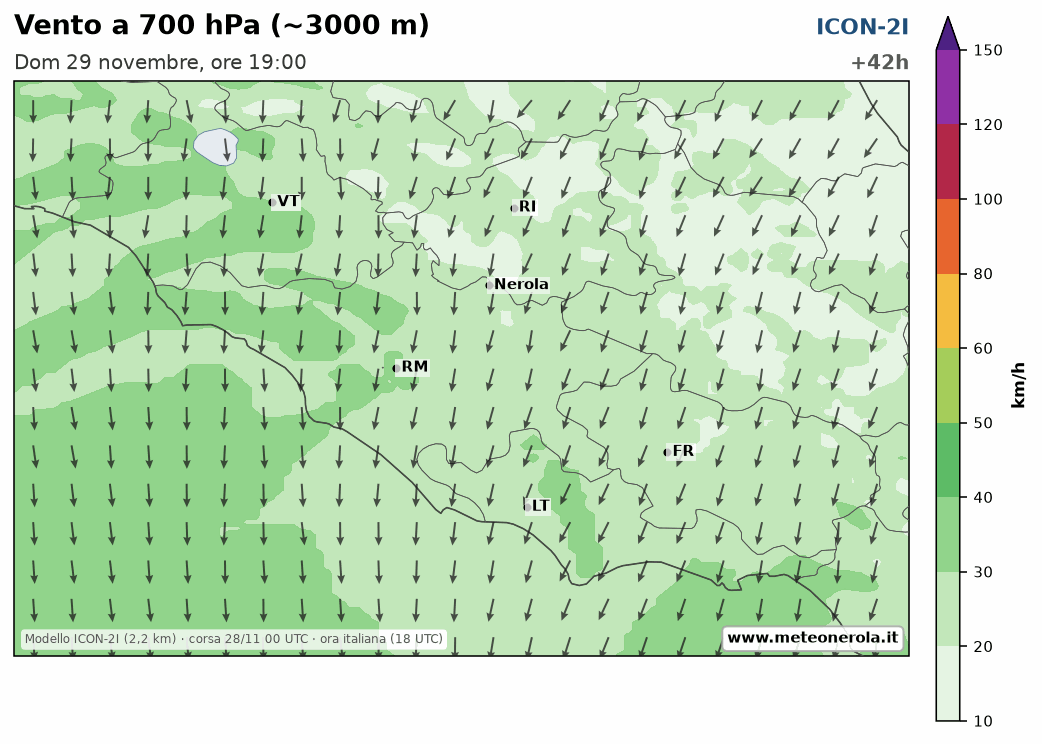 Vento a 700 hPa (~3000 m)
ICON-2I
Dom 29 novembre, ore 19:00
+42h
VT
RI
Nerola
RM
FR
LT
Modello ICON-2I (2,2 km) · corsa 28/11 00 UTC · ora italiana (18 UTC)
www.meteonerola.it
150
120
100
80
60
50
40
30
20
10
km/h